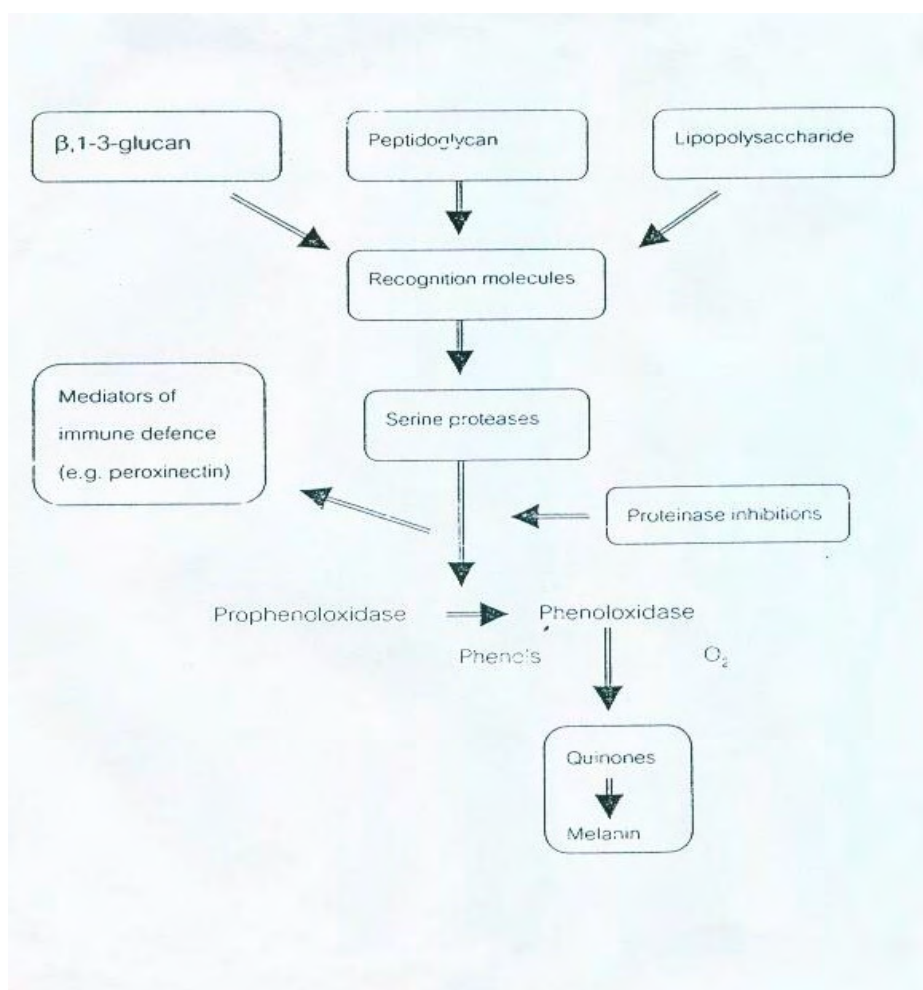 β,1-3-glucan
Peptidoglycan
Lipopolysaccharide
Recognition molecules
Mediators of
immune defence
(e.g. peroxinectin)
Serine proteases
Proteinase inhibitions
Prophenoloxidase
Phenoloxidase
Phenols
O₂
Quinones
Melanin